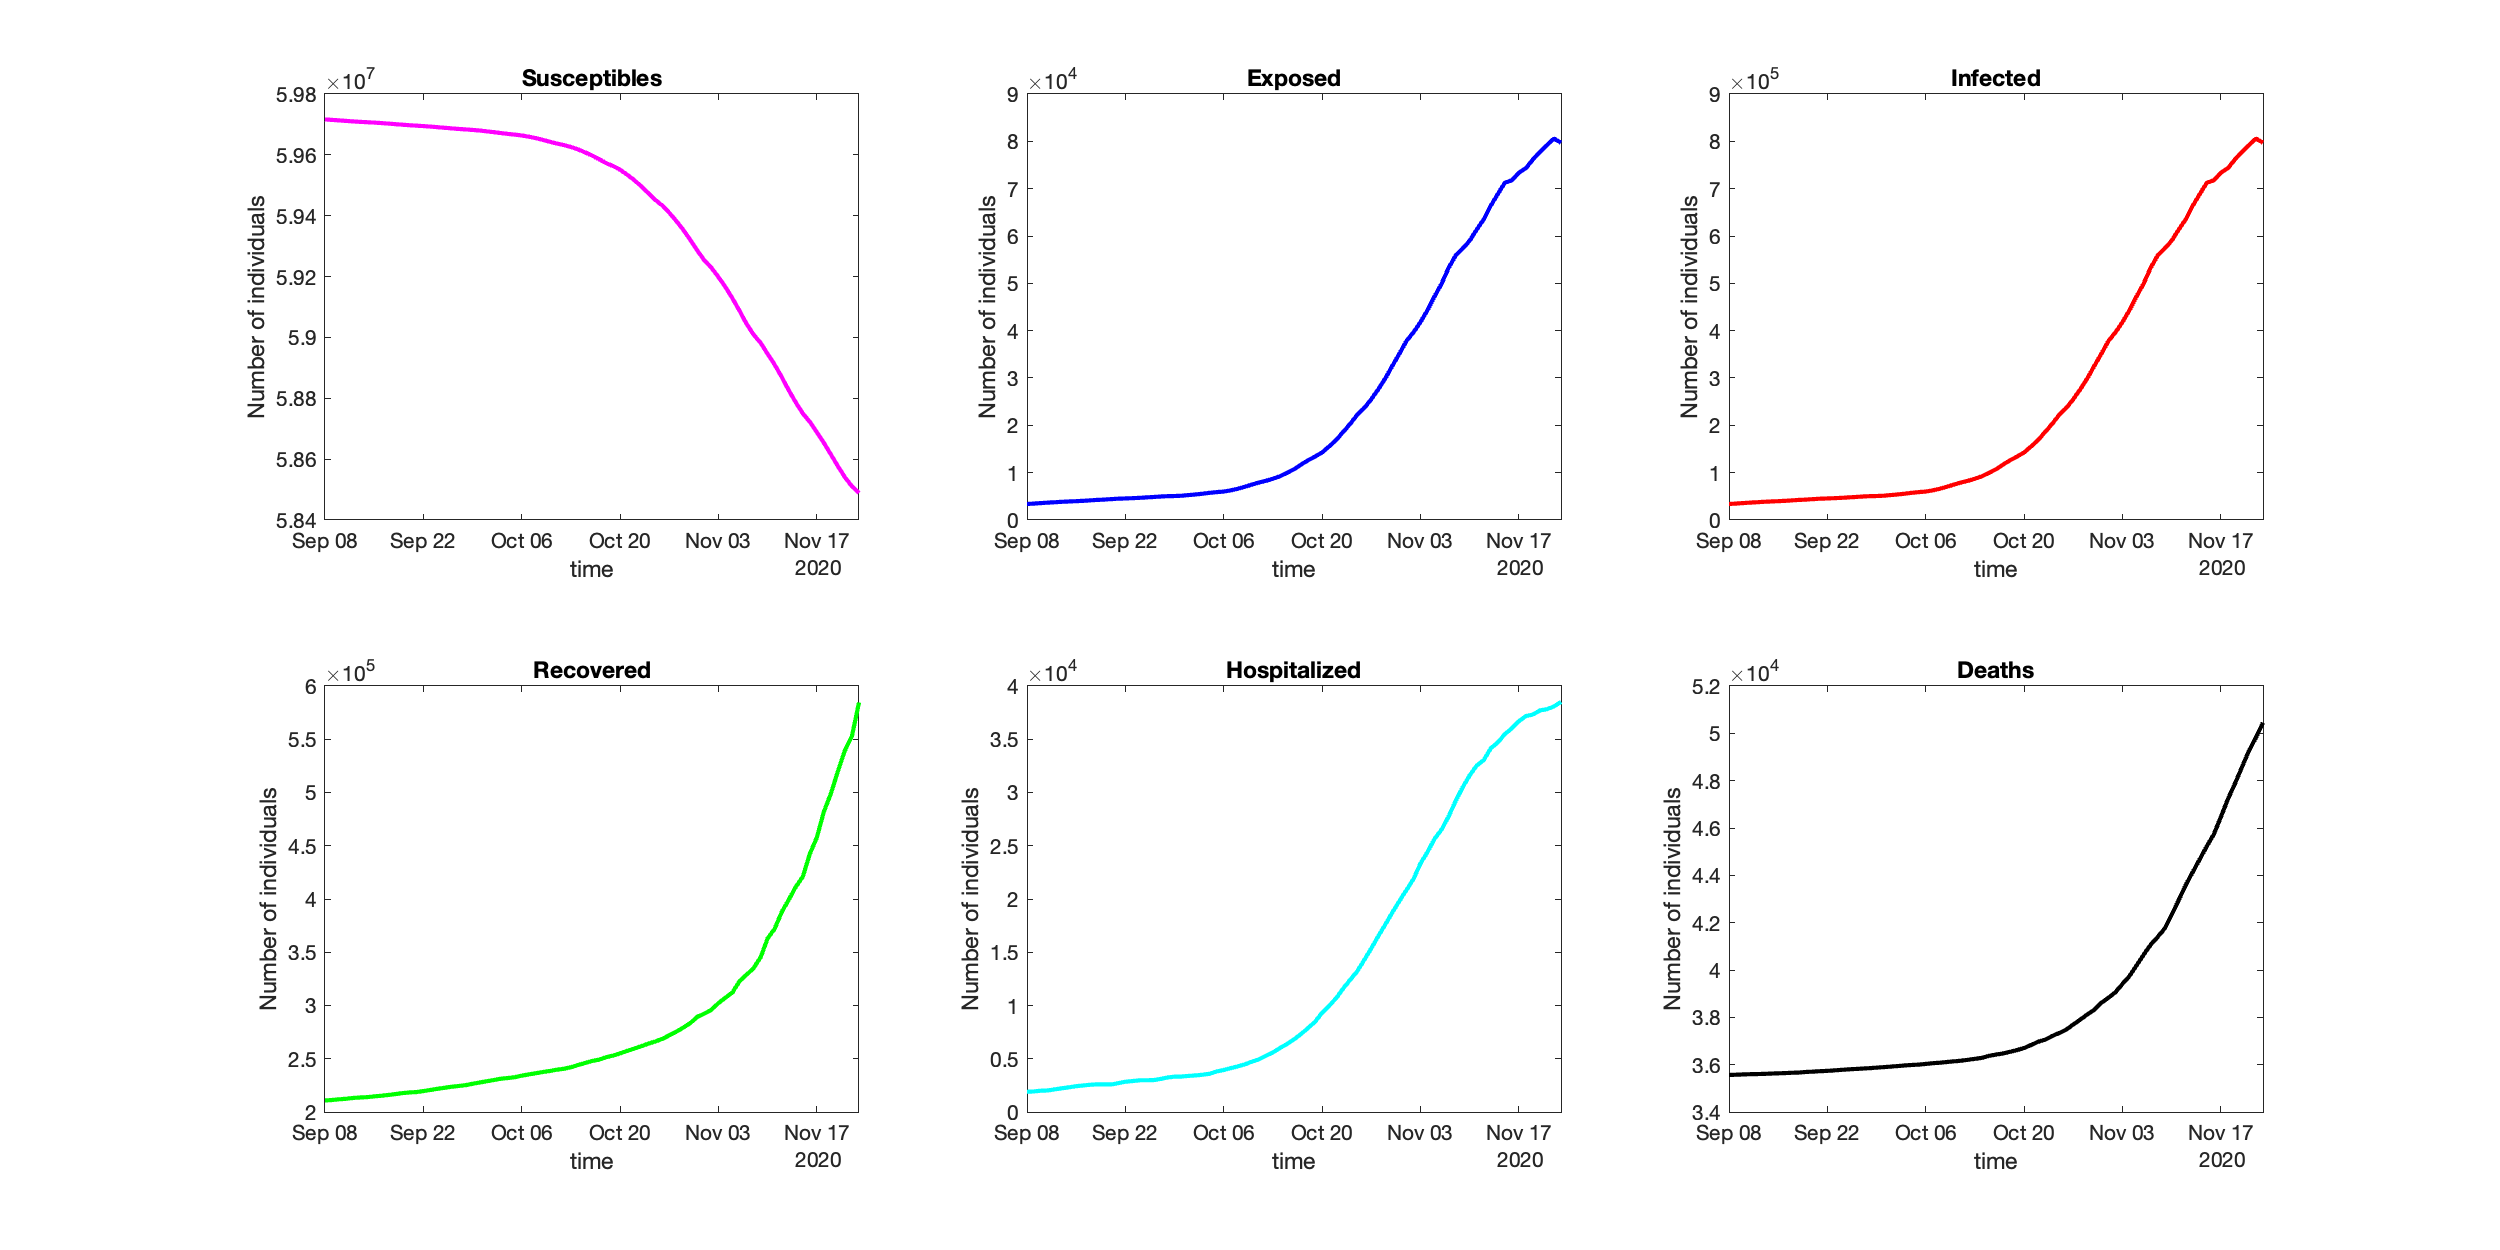 Susceptibles
×10^7
5.98
5.96
5.94
5.92
5.9
5.88
5.86
5.84
Number of individuals
Sep 08 Sep 22 Oct 06 Oct 20 Nov 03 Nov 17
time 2020
Exposed
×10^4
9
8
7
6
5
4
3
2
1
0
Number of individuals
Sep 08 Sep 22 Oct 06 Oct 20 Nov 03 Nov 17
time 2020
Infected
×10^5
9
8
7
6
5
4
3
2
1
0
Number of individuals
Sep 08 Sep 22 Oct 06 Oct 20 Nov 03 Nov 17
time 2020
Recovered
×10^5
6
5.5
5
4.5
4
3.5
3
2.5
2
Number of individuals
Sep 08 Sep 22 Oct 06 Oct 20 Nov 03 Nov 17
time 2020
Hospitalized
×10^4
4
3.5
3
2.5
2
1.5
1
0.5
0
Number of individuals
Sep 08 Sep 22 Oct 06 Oct 20 Nov 03 Nov 17
time 2020
Deaths
×10^4
5.2
5
4.8
4.6
4.4
4.2
4
3.8
3.6
3.4
Number of individuals
Sep 08 Sep 22 Oct 06 Oct 20 Nov 03 Nov 17
time 2020